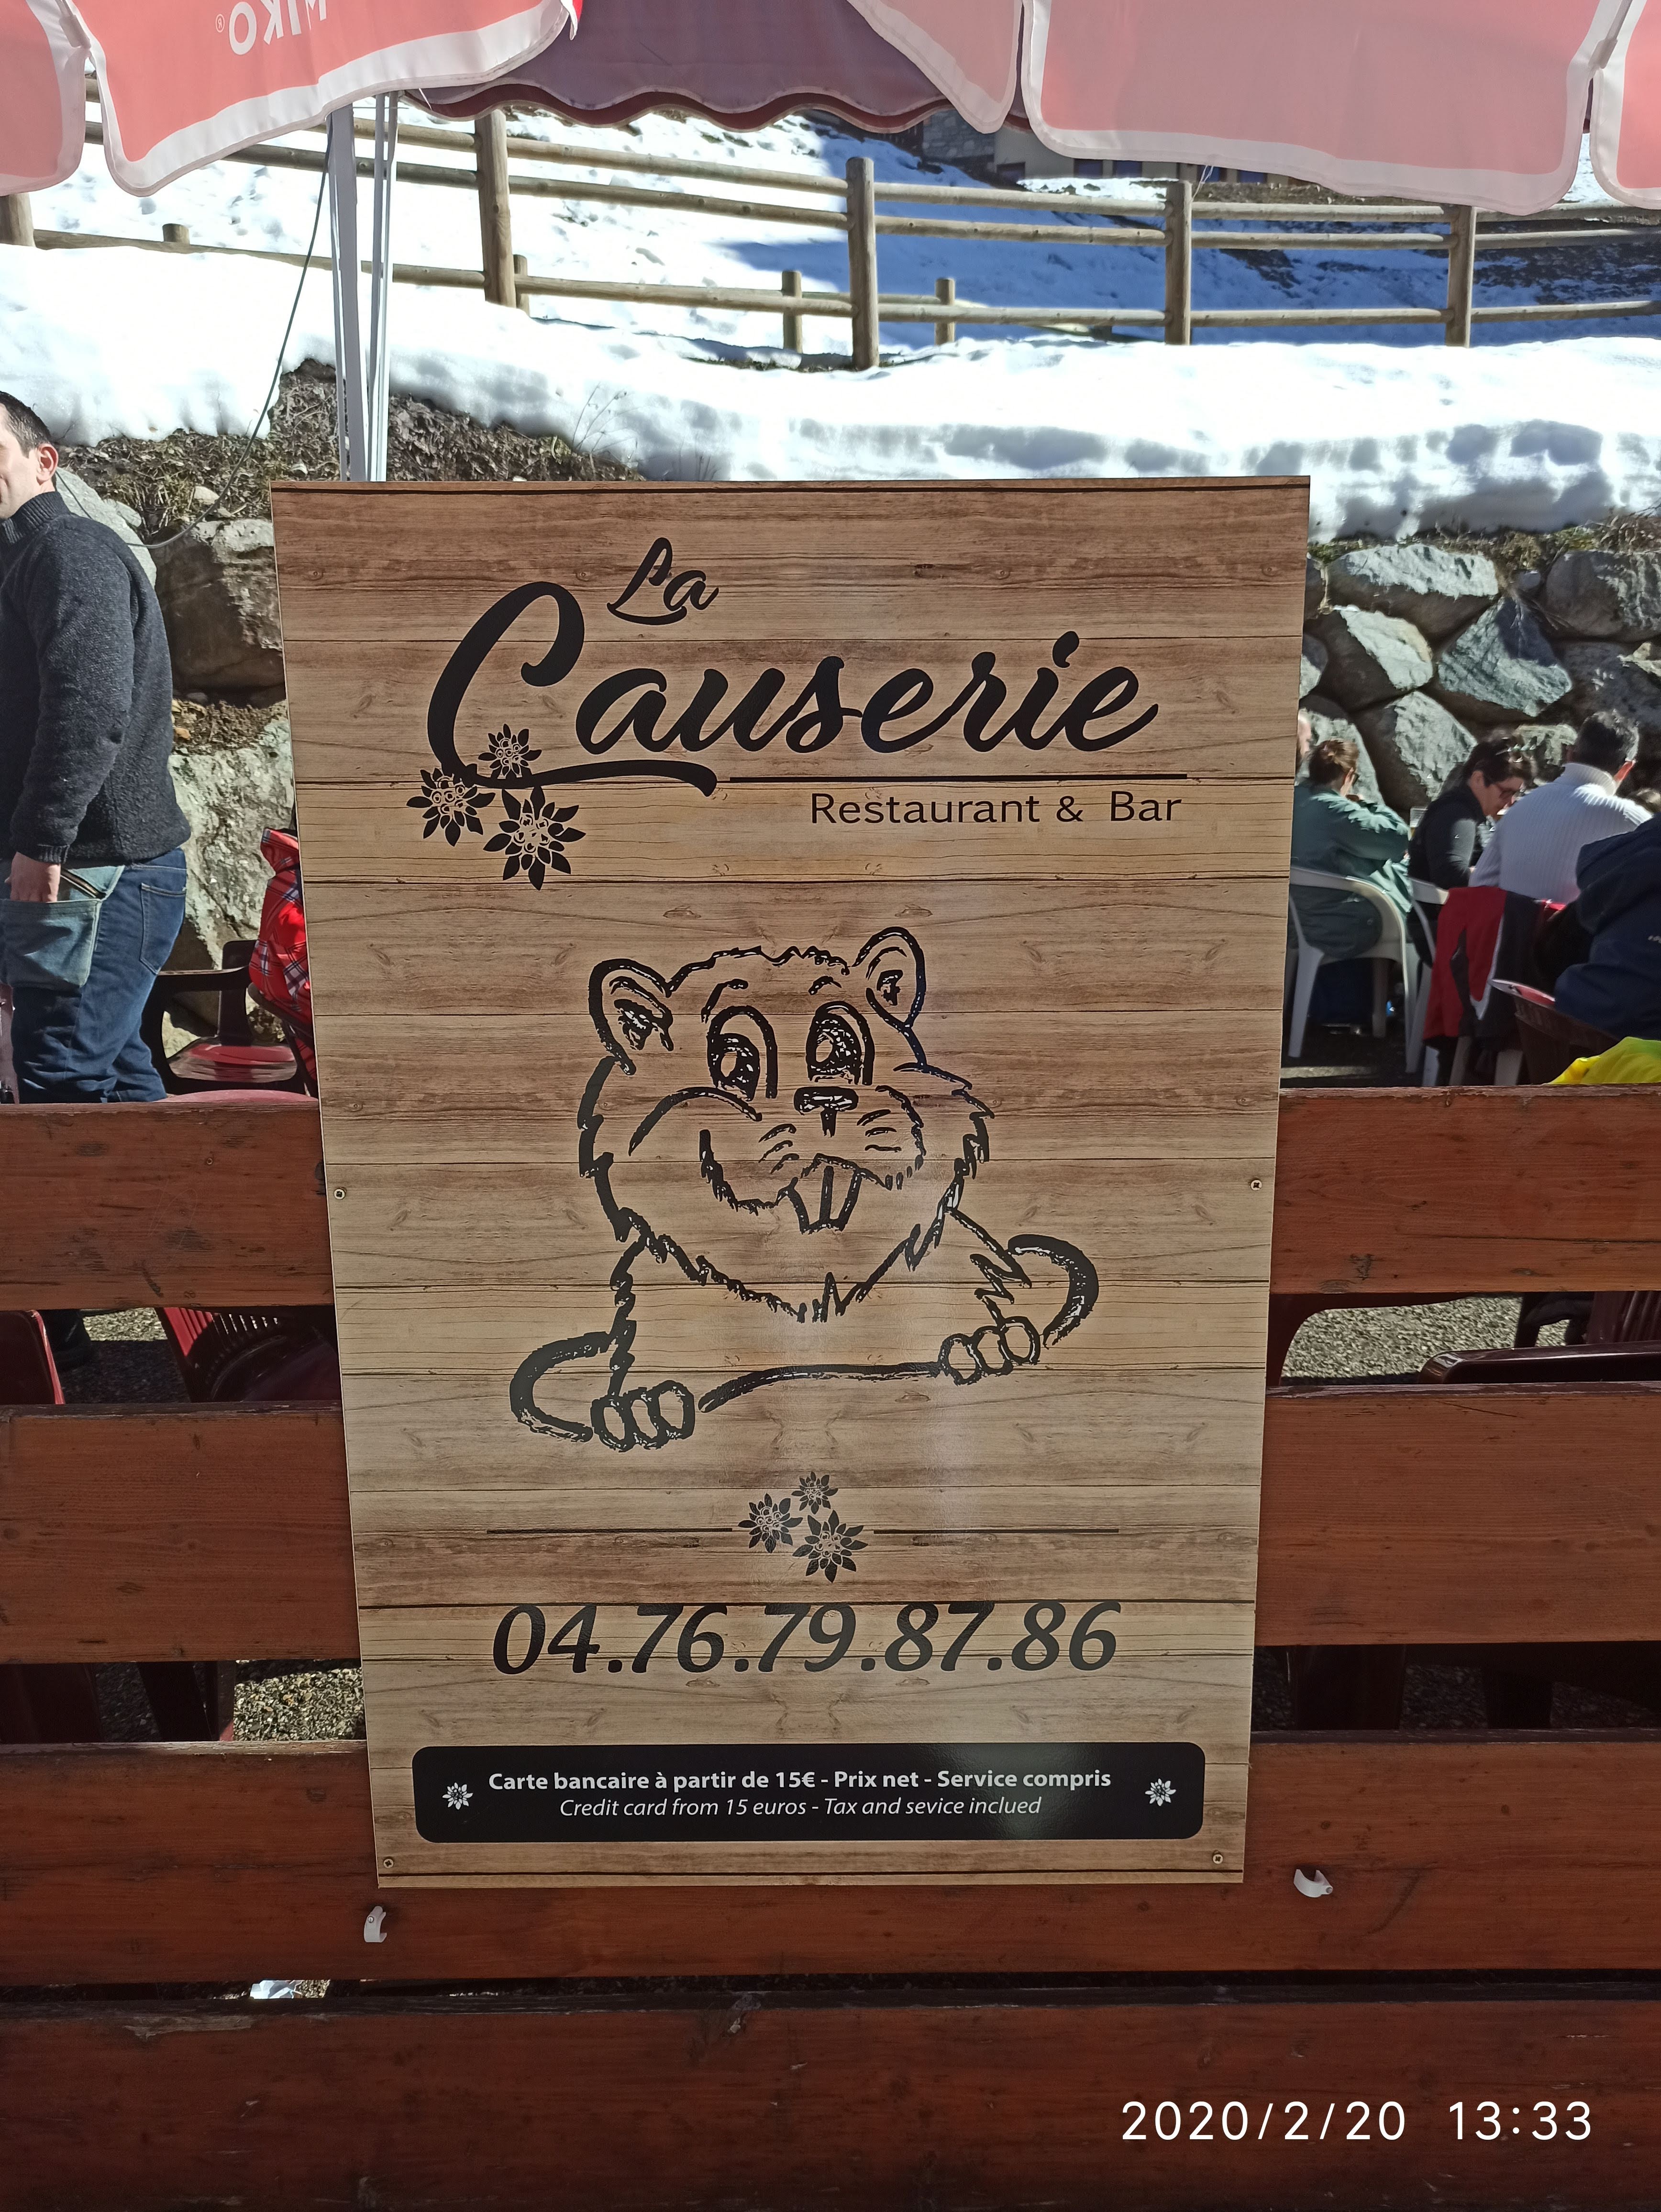 MIKO®
La
Causerie
Restaurant & Bar
04.76.79.87.86
Carte bancaire à partir de 15€ - Prix net - Service compris
Credit card from 15 euros - Tax and sevice inclued
2020/2/20 13:33